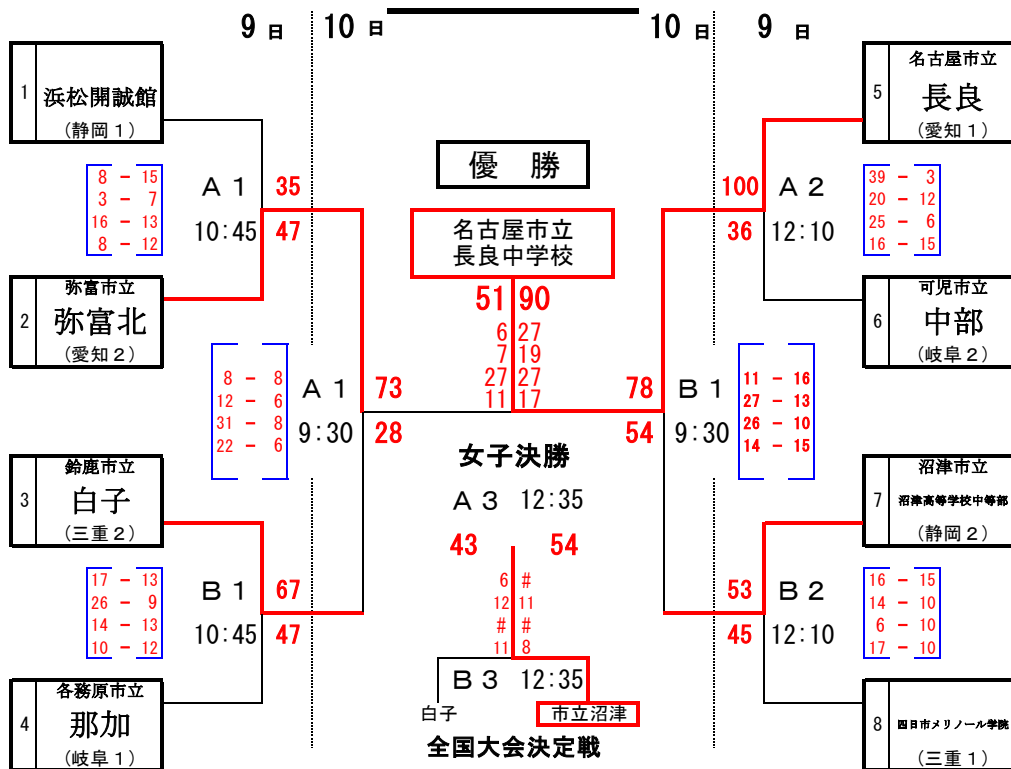 9 日
10 日
10 日
9 日
1
浜松開誠館
(静岡１)
8 - 15
3 - 7
16 - 13
8 - 12
Ａ１
10:45
35
47
2
弥富市立
弥富北
(愛知２)
8 - 8
12 - 6
31 - 8
22 - 6
Ａ１
9:30
73
28
3
鈴鹿市立
白子
(三重２)
17 - 13
26 - 9
14 - 13
10 - 12
Ｂ１
10:45
67
47
4
各務原市立
那加
(岐阜１)
優　勝
名古屋市立
長良中学校
51 90
6 27
7 19
27 27
11 17
女子決勝
Ａ３ 12:35
43 54
6 #
12 11
# #
11 8
Ｂ３ 12:35
白子
市立沼津
全国大会決定戦
5
名古屋市立
長良
(愛知１)
100
36
Ａ２
12:10
39 - 3
20 - 12
25 - 6
16 - 15
6
可児市立
中部
(岐阜２)
78
54
Ｂ１
9:30
11 - 16
27 - 13
26 - 10
14 - 15
7
沼津市立
沼津高等学校中等部
(静岡２)
53
45
Ｂ２
12:10
16 - 15
14 - 10
6 - 10
17 - 10
8
四日市メリノール学院
(三重１)